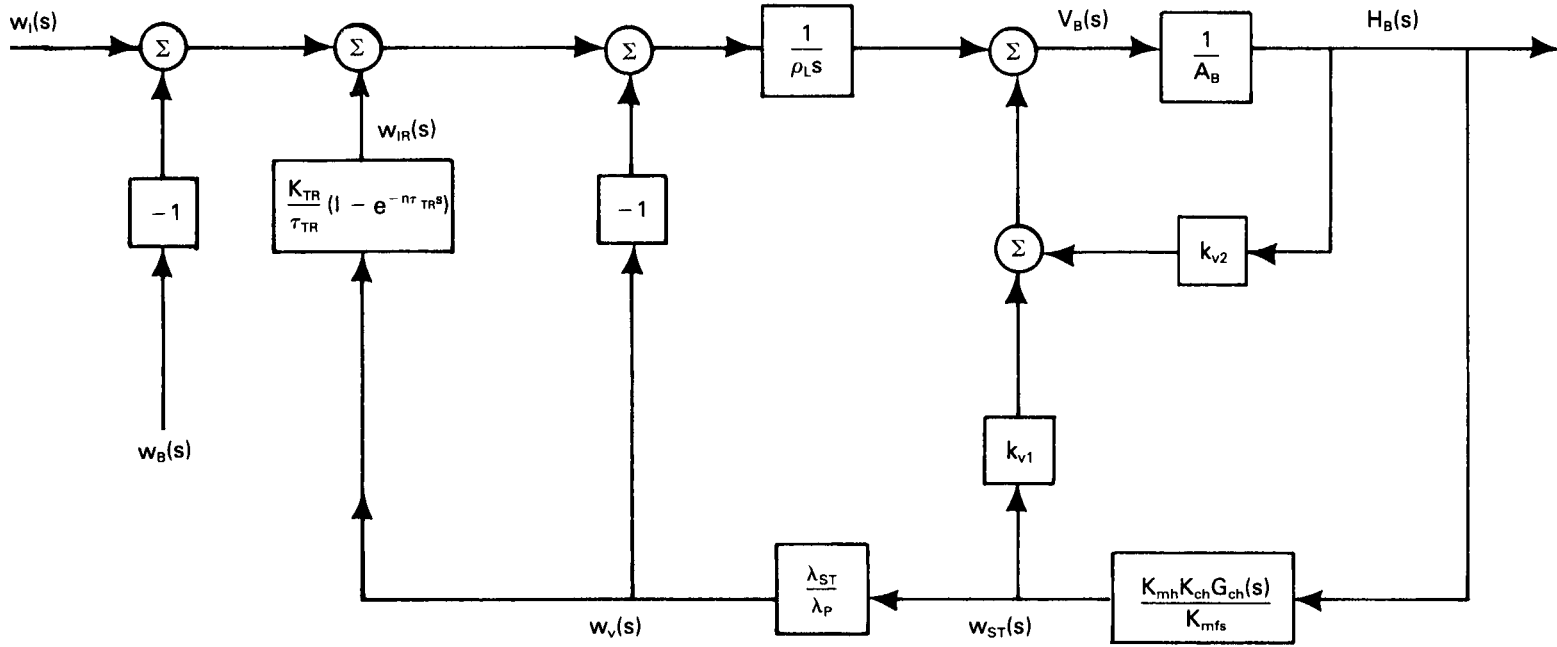 w_I(s)
Σ
Σ
Σ
1
ρ_L s
Σ
V_B(s)
1
A_B
H_B(s)
w_IR(s)
−1
K_TR
τ_TR
(1 − e^−nτ_TR s)
−1
Σ
k_v2
w_B(s)
k_v1
λ_ST
λ_P
K_mh K_ch G_ch(s)
K_mfs
w_v(s)
w_ST(s)